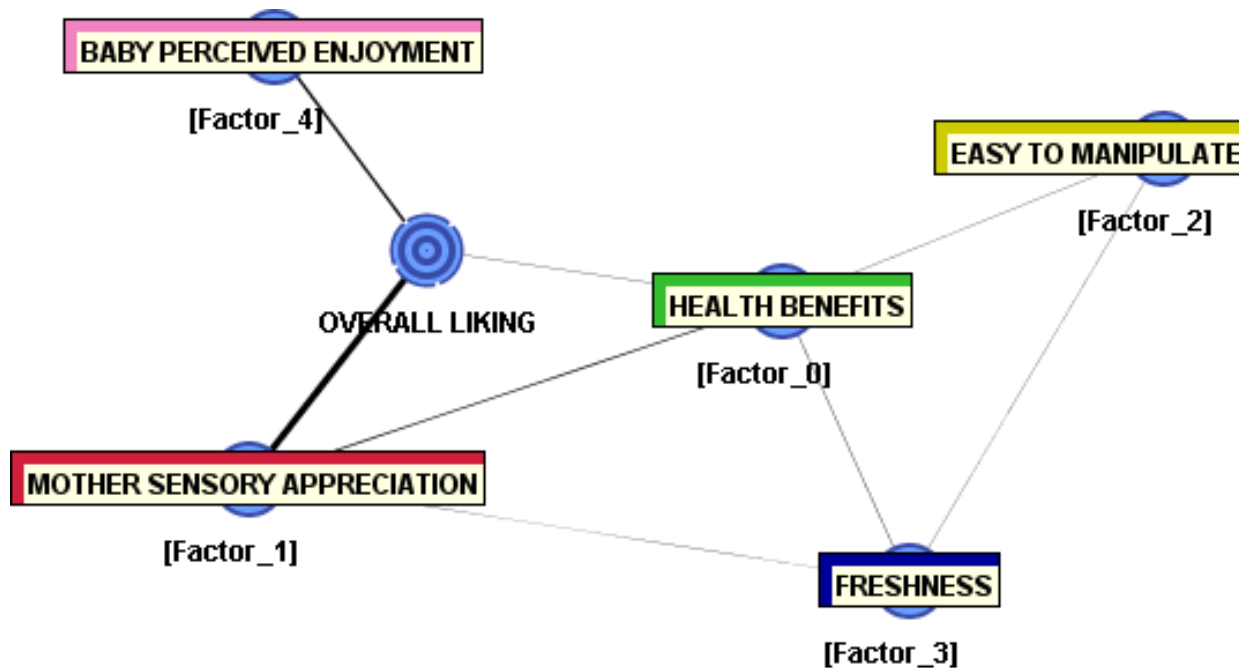 BABY PERCEIVED ENJOYMENT
[Factor_4]
EASY TO MANIPULATE
[Factor_2]
OVERALL LIKING
HEALTH BENEFITS
[Factor_0]
MOTHER SENSORY APPRECIATION
[Factor_1]
FRESHNESS
[Factor_3]